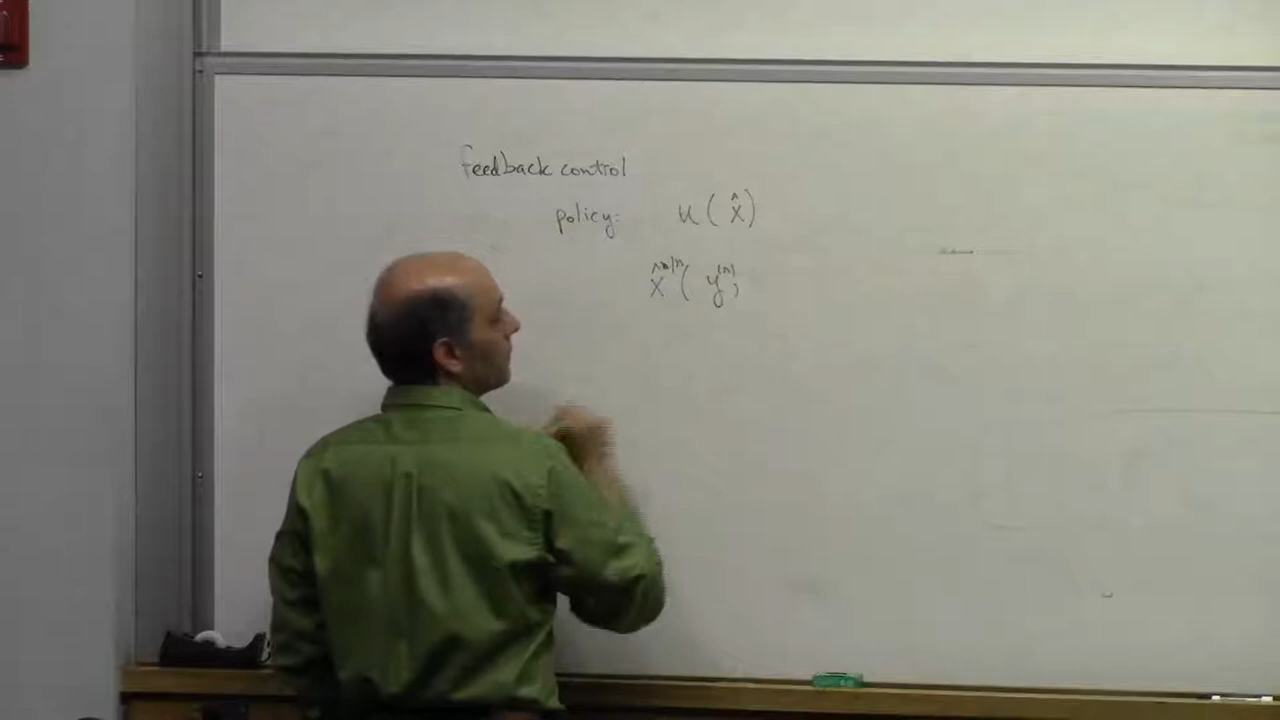 feedback control
policy: u ( x̂ )
x̂ⁿ|ⁿ ( y⁽ⁿ⁾ )